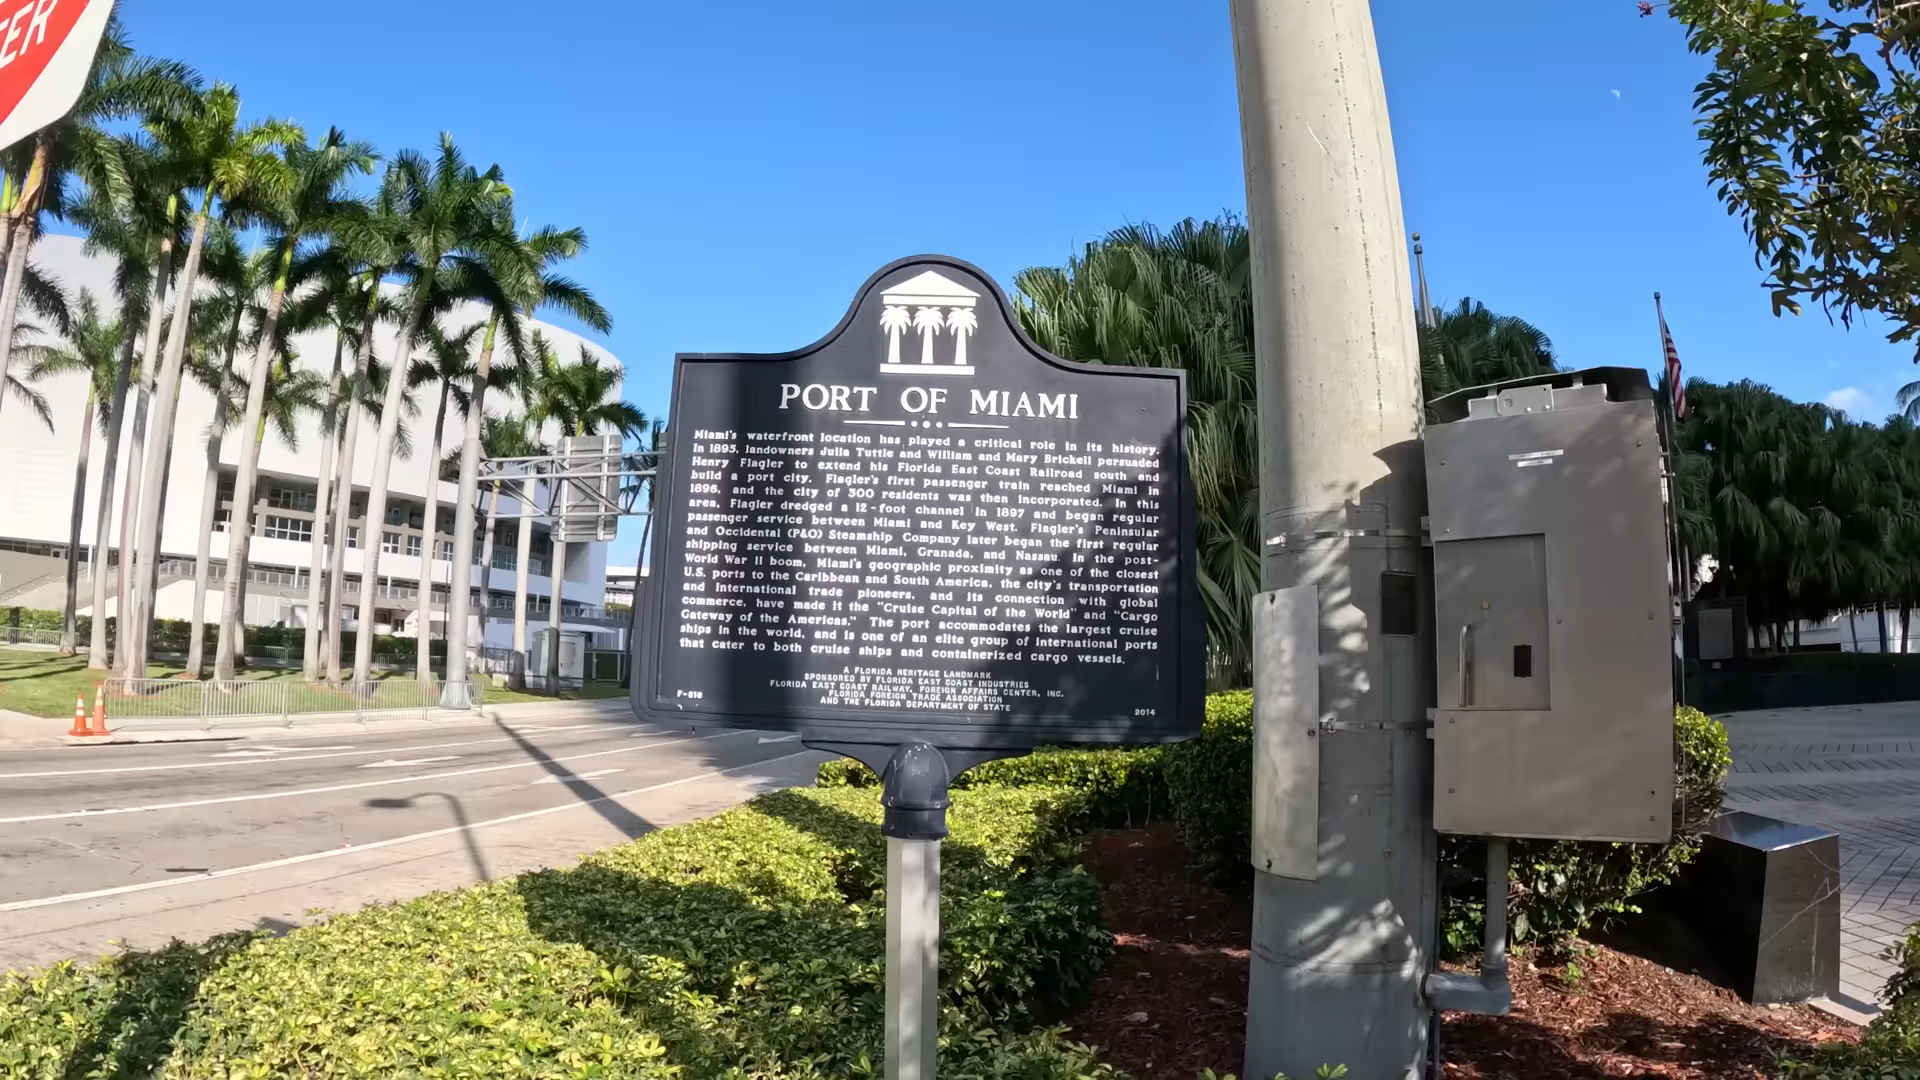 ER
PORT OF MIAMI
Miami's waterfront location has played a critical role in its history.
In 1895, landowners Julia Tuttle and William and Mary Brickell persuaded
Henry Flagler to extend his Florida East Coast Railroad south and
build a port city. Flagler's first passenger train reached Miami in
1896, and the city of 300 residents was then incorporated. In this
area, Flagler dredged a 12-foot channel in 1897 and began regular
passenger service between Miami and Key West. Flagler's Peninsular
and Occidental (P&O) Steamship Company later began the first regular
shipping service between Miami, Granada, and Nassau. In the post-
World War II boom, Miami's geographic proximity as one of the closest
U.S. ports to the Caribbean and South America, the city's transportation
and international trade pioneers, and its connection with global
commerce, have made it the "Cruise Capital of the World" and "Cargo
Gateway of the Americas." The port accommodates the largest cruise
ships in the world, and is one of an elite group of international ports
that cater to both cruise ships and containerized cargo vessels.
A FLORIDA HERITAGE LANDMARK
SPONSORED BY FLORIDA EAST COAST INDUSTRIES
FLORIDA EAST COAST RAILWAY, FOREIGN AFFAIRS CENTER, INC.
FLORIDA FOREIGN TRADE ASSOCIATION
AND THE FLORIDA DEPARTMENT OF STATE
2014